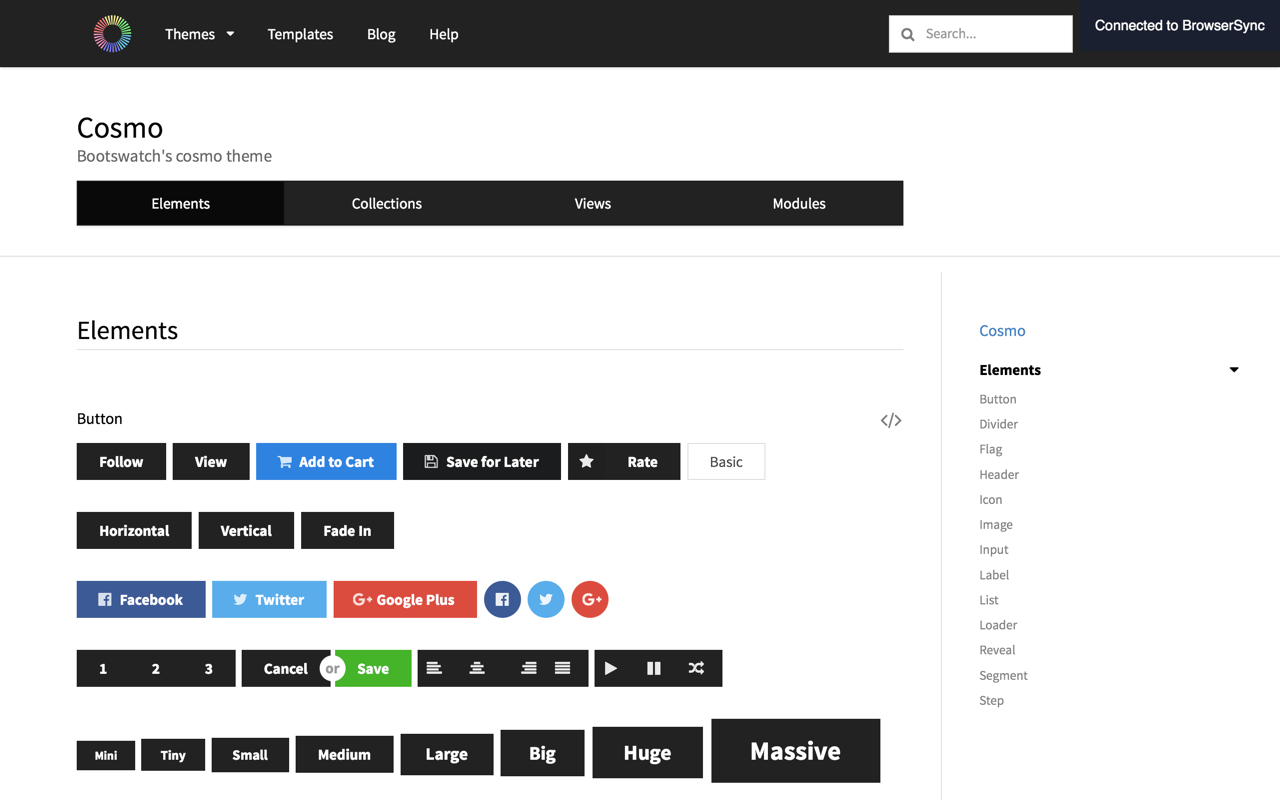 Themes Templates Blog Help Search... Connected to BrowserSync
Cosmo
Bootswatch's cosmo theme
Elements Collections Views Modules
Elements
Button
Follow View Add to Cart Save for Later Rate Basic
Horizontal Vertical Fade In
Facebook Twitter Google Plus
1 2 3 Cancel or Save
Mini Tiny Small Medium Large Big Huge Massive
Cosmo
Elements
Button
Divider
Flag
Header
Icon
Image
Input
Label
List
Loader
Reveal
Segment
Step